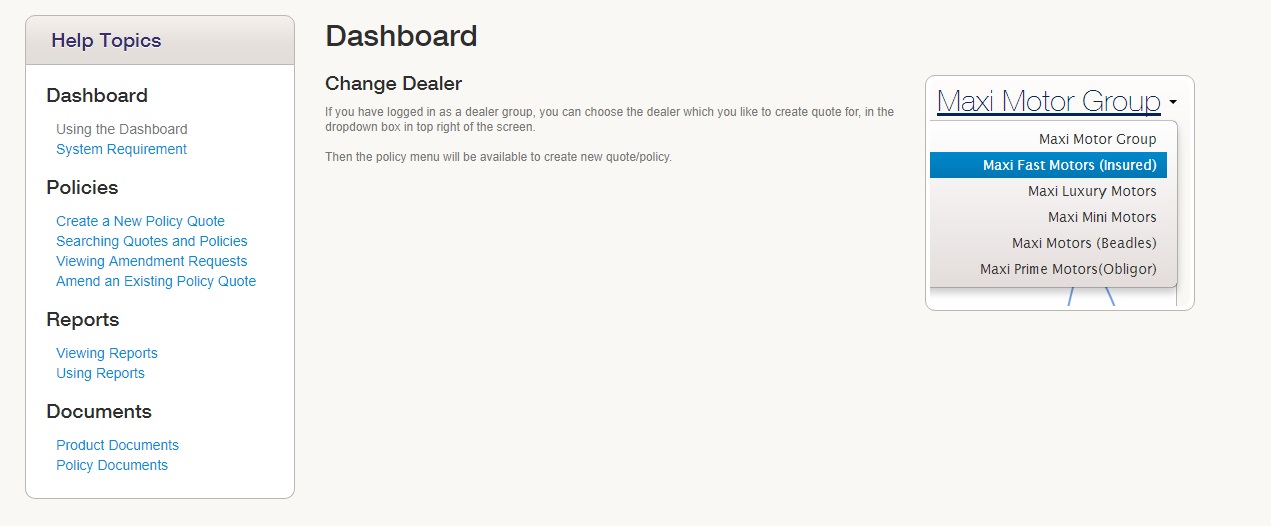 Help Topics
Dashboard
Using the Dashboard
System Requirement
Policies
Create a New Policy Quote
Searching Quotes and Policies
Viewing Amendment Requests
Amend an Existing Policy Quote
Reports
Viewing Reports
Using Reports
Documents
Product Documents
Policy Documents
Dashboard
Change Dealer
If you have logged in as a dealer group, you can choose the dealer which you like to create quote for, in the
dropdown box in top right of the screen.
Then the policy menu will be available to create new quote/policy.
Maxi Motor Group
Maxi Motor Group
Maxi Fast Motors (Insured)
Maxi Luxury Motors
Maxi Mini Motors
Maxi Motors (Beadles)
Maxi Prime Motors(Obligor)